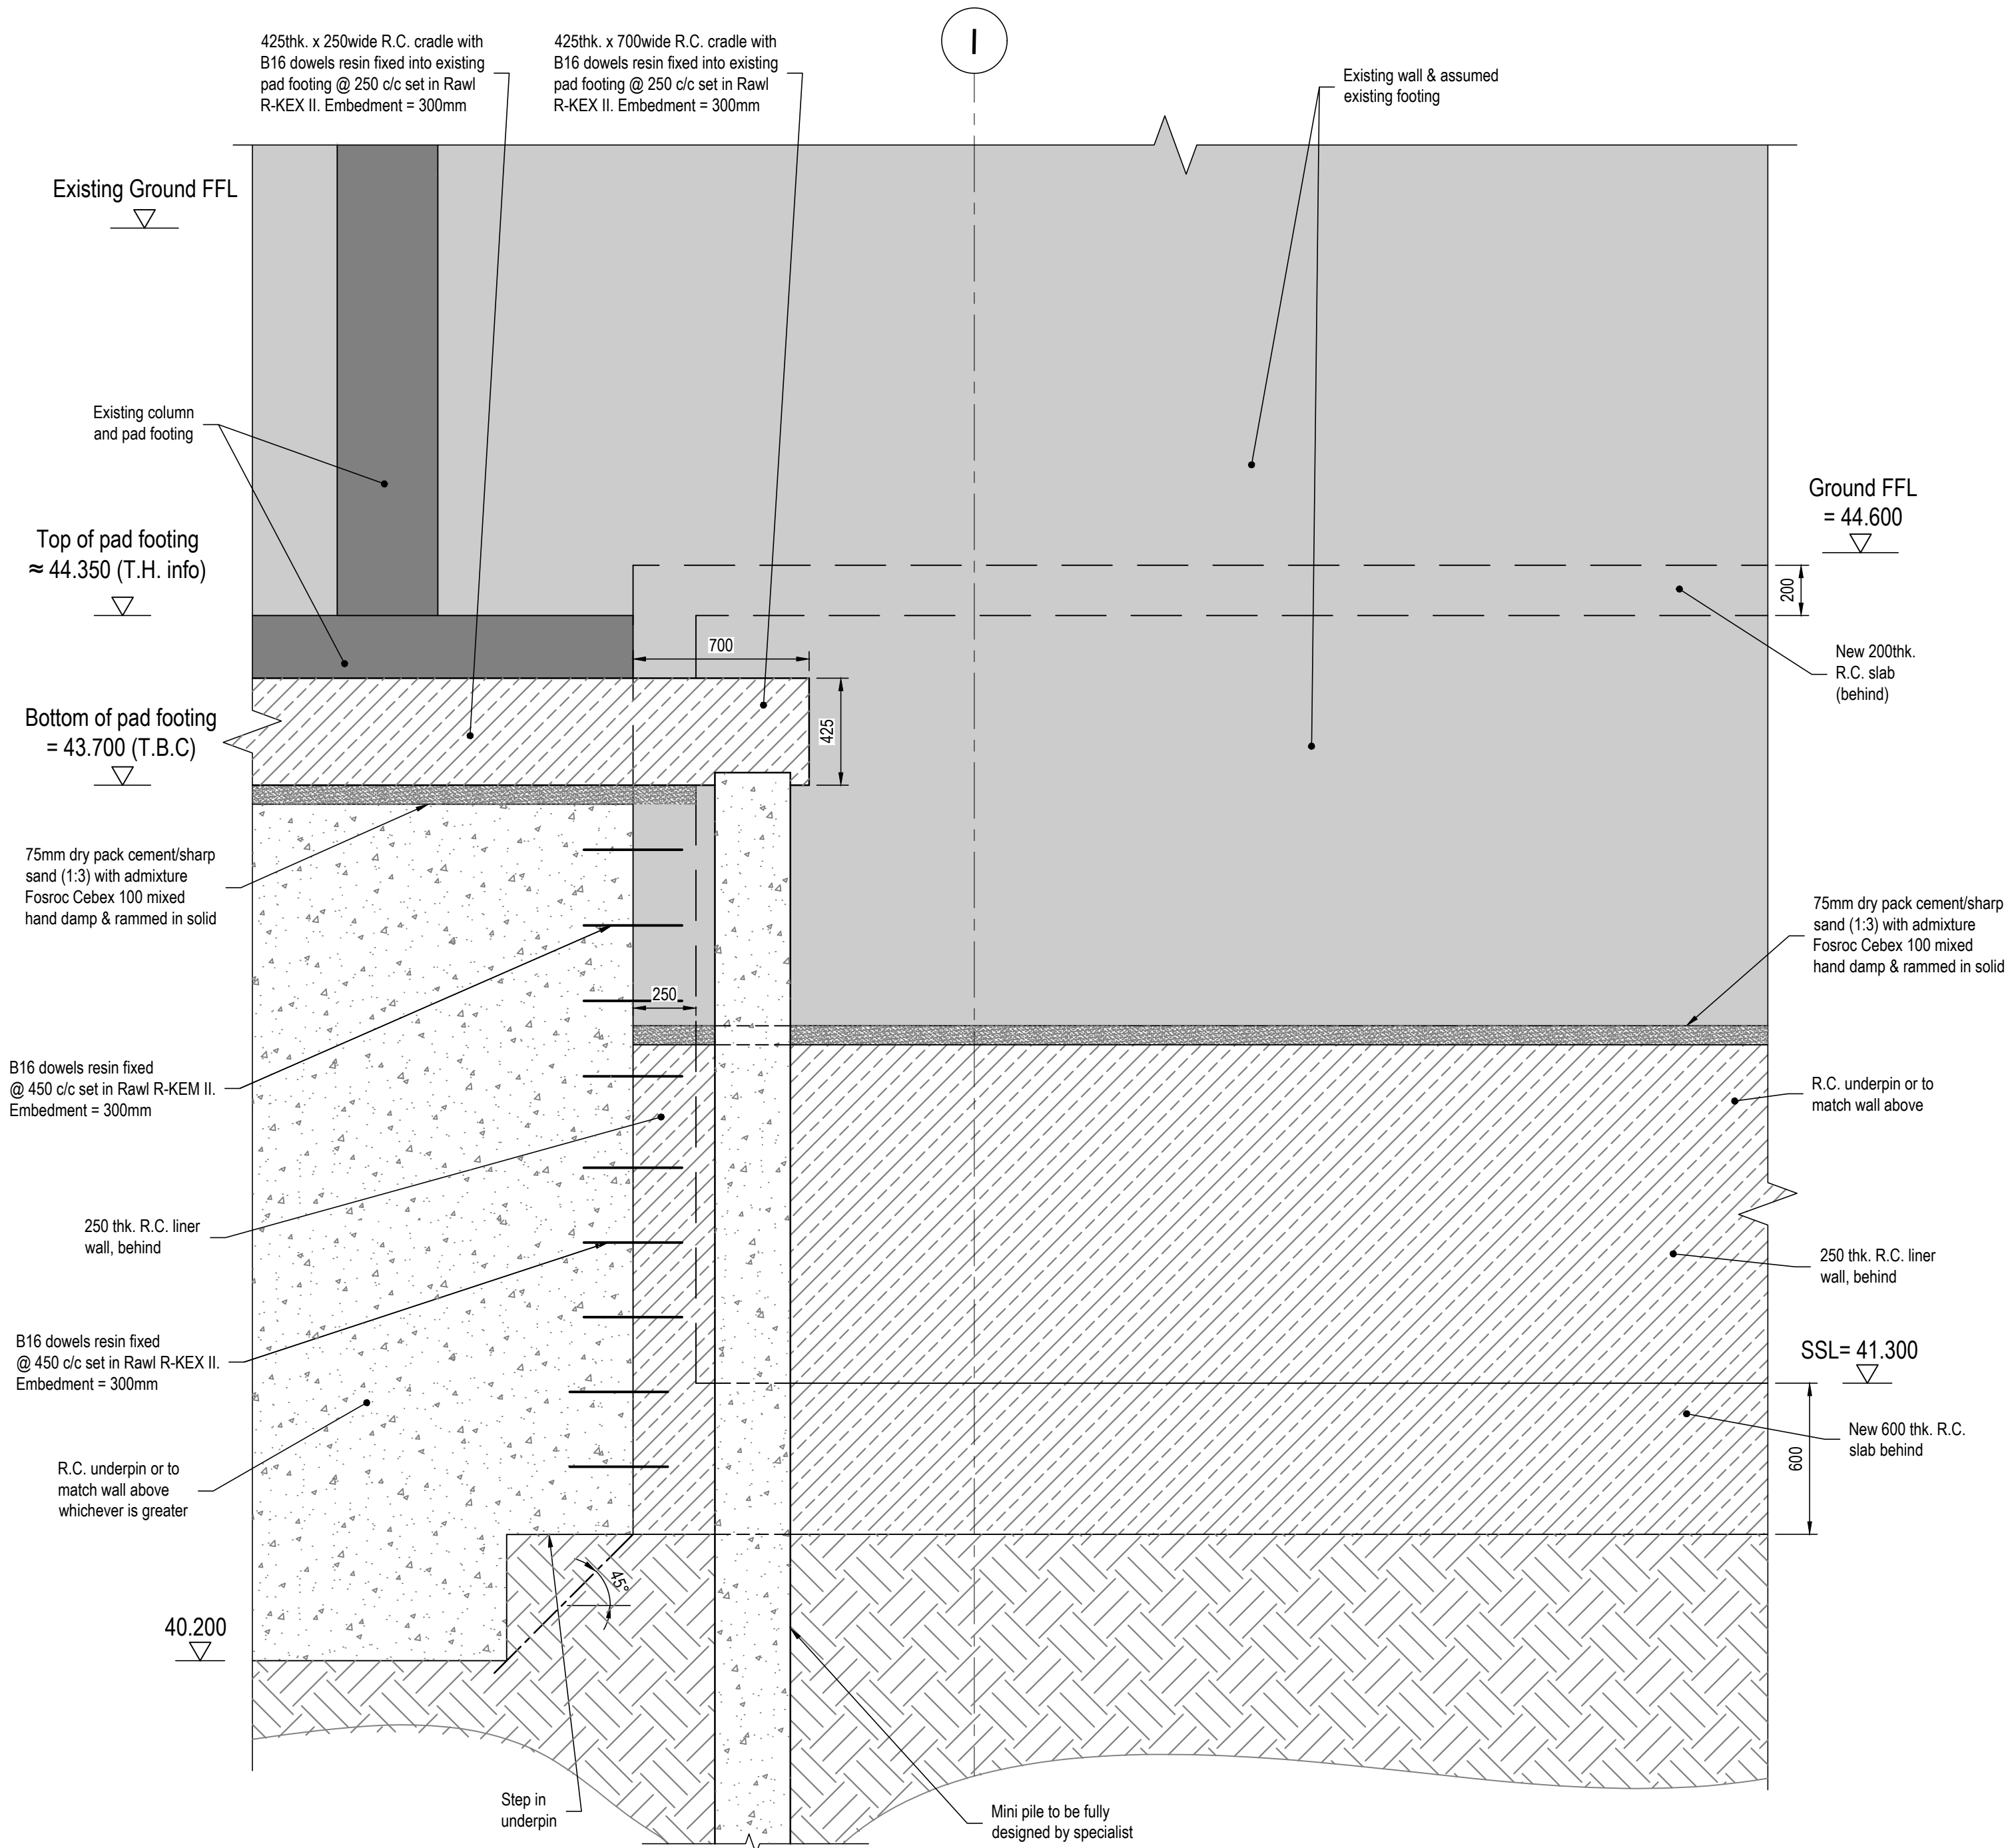 425thk. x 250wide R.C. cradle with
B16 dowels resin fixed into existing
pad footing @ 250 c/c set in Rawl
R-KEX II. Embedment = 300mm
425thk. x 700wide R.C. cradle with
B16 dowels resin fixed into existing
pad footing @ 250 c/c set in Rawl
R-KEX II. Embedment = 300mm
I
Existing wall & assumed
existing footing
Existing Ground FFL
Existing column
and pad footing
Ground FFL
= 44.600
Top of pad footing
≈ 44.350 (T.H. info)
200
New 200thk.
R.C. slab
(behind)
700
425
Bottom of pad footing
= 43.700 (T.B.C)
75mm dry pack cement/sharp
sand (1:3) with admixture
Fosroc Cebex 100 mixed
hand damp & rammed in solid
75mm dry pack cement/sharp
sand (1:3) with admixture
Fosroc Cebex 100 mixed
hand damp & rammed in solid
250
B16 dowels resin fixed
@ 450 c/c set in Rawl R-KEM II.
Embedment = 300mm
R.C. underpin or to
match wall above
250 thk. R.C. liner
wall, behind
250 thk. R.C. liner
wall, behind
B16 dowels resin fixed
@ 450 c/c set in Rawl R-KEX II.
Embedment = 300mm
SSL= 41.300
New 600 thk. R.C.
slab behind
600
R.C. underpin or to
match wall above
whichever is greater
45°
40.200
Step in
underpin
Mini pile to be fully
designed by specialist